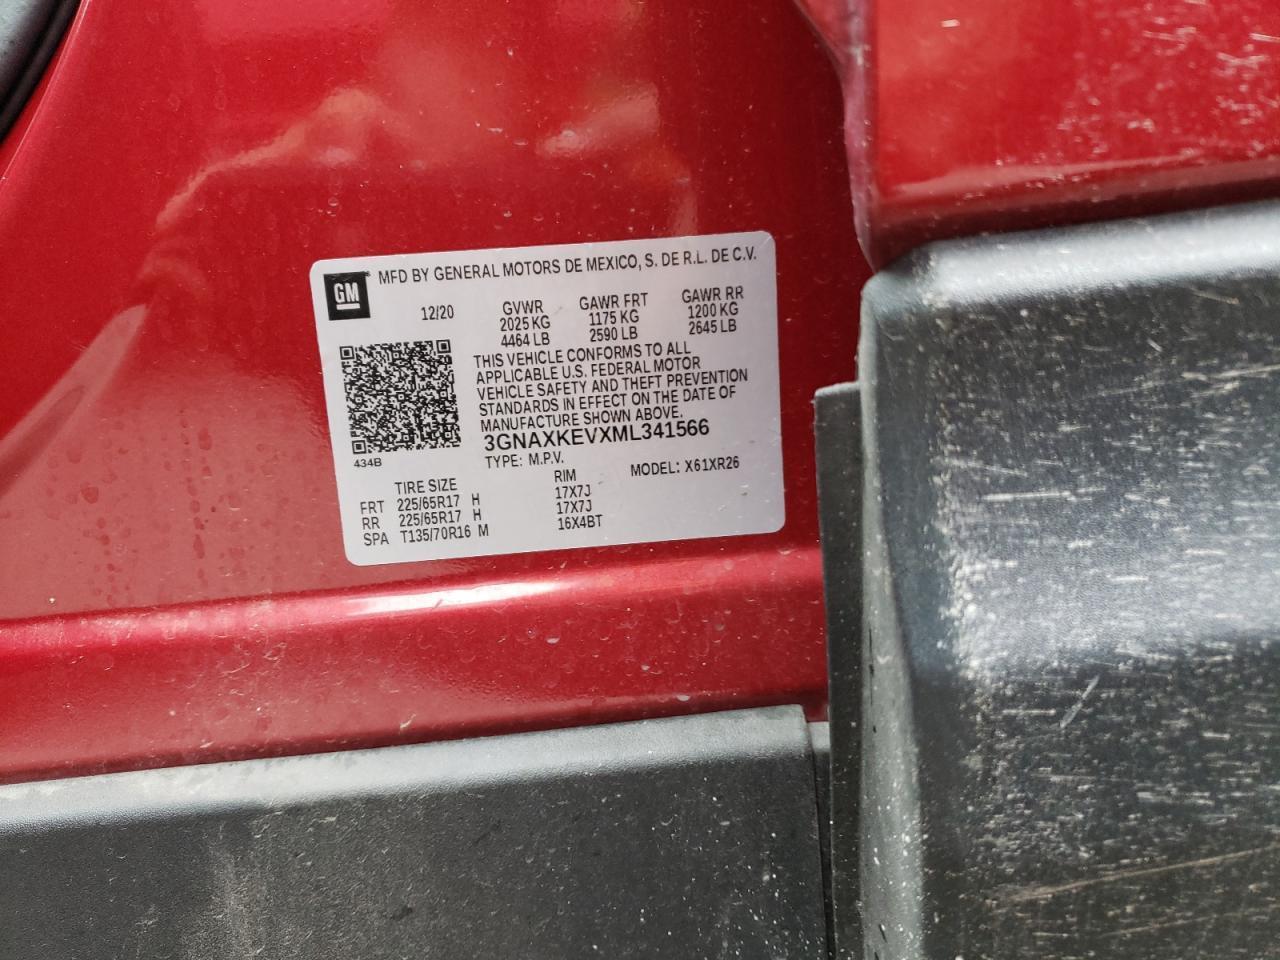 GM MFD BY GENERAL MOTORS DE MEXICO, S. DE R.L. DE C.V.
12/20 GVWR GAWR FRT GAWR RR
2025 KG 1175 KG 1200 KG
4464 LB 2590 LB 2645 LB
THIS VEHICLE CONFORMS TO ALL
APPLICABLE U.S. FEDERAL MOTOR
VEHICLE SAFETY AND THEFT PREVENTION
STANDARDS IN EFFECT ON THE DATE OF
MANUFACTURE SHOWN ABOVE.
3GNAXKEVXML341566
434B
TYPE: M.P.V. MODEL: X61XR26
TIRE SIZE RIM
FRT 225/65R17 H 17X7J
RR 225/65R17 H 17X7J
SPA T135/70R16 M 16X4BT